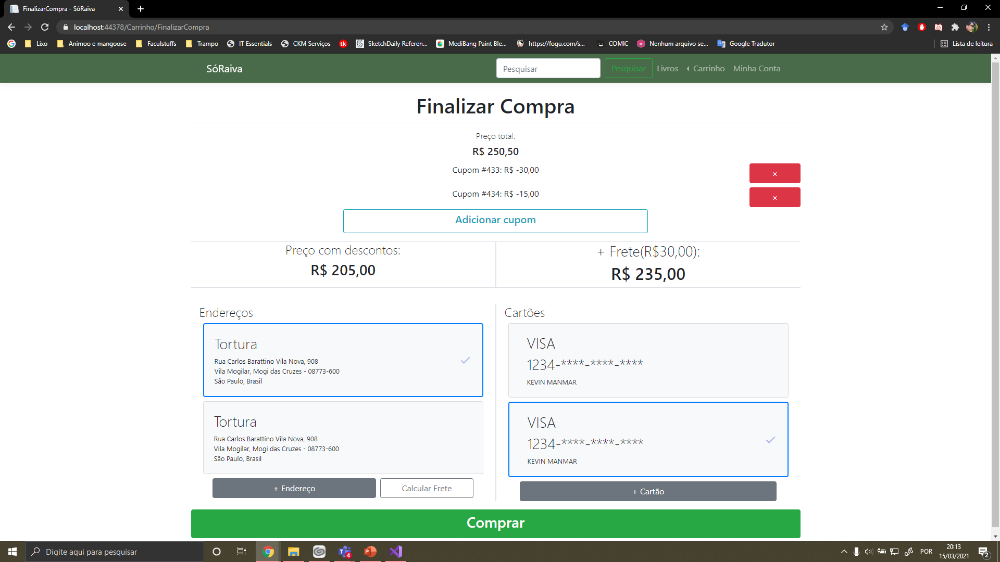 FinalizarCompra - SóRaiva
localhost:44378/Carrinho/FinalizarCompra
Lixo
Animoo e mangoose
Faculstuffs
Trampo
IT Essentials
CKM Serviços
tk
SketchDaily Referen...
MediBang Paint Ble...
https://fogu.com/s...
COMIC
Nenhum arquivo se...
Google Tradutor
Lista de leitura
SóRaiva
Pesquisar
Pesquisar
Livros
Carrinho
Minha Conta
Finalizar Compra
Preço total:
R$ 250,50
Cupom #433: R$ -30,00
×
Cupom #434: R$ -15,00
×
Adicionar cupom
Preço com descontos:
R$ 205,00
+ Frete(R$30,00):
R$ 235,00
Endereços
Tortura
Rua Carlos Barattino Vila Nova, 908
Vila Mogilar, Mogi das Cruzes - 08773-600
São Paulo, Brasil
Tortura
Rua Carlos Barattino Vila Nova, 908
Vila Mogilar, Mogi das Cruzes - 08773-600
São Paulo, Brasil
+ Endereço
Calcular Frete
Cartões
VISA
1234-****-****-****
KEVIN MANMAR
VISA
1234-****-****-****
KEVIN MANMAR
+ Cartão
Comprar
Digite aqui para pesquisar
4
POR
20:13
15/03/2021
2